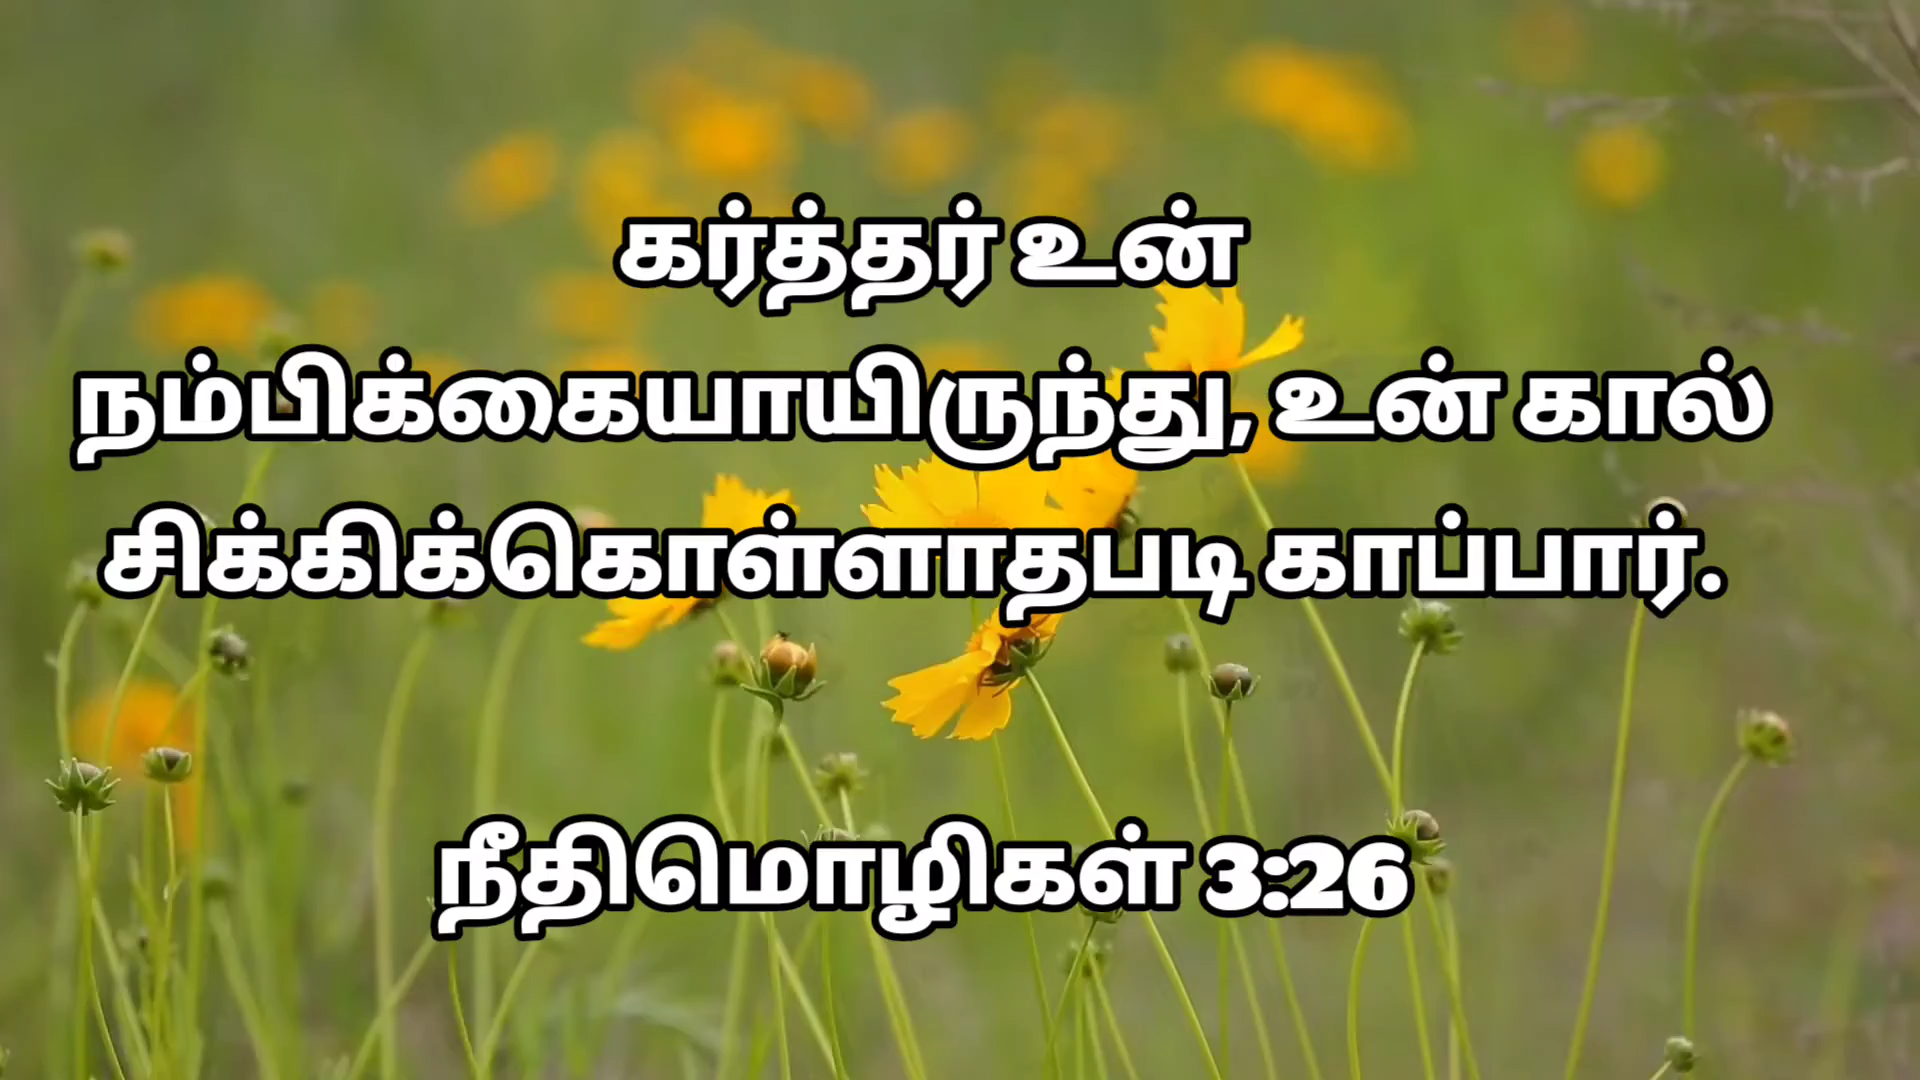 கர்த்தர் உன்
நம்பிக்கையாயிருந்து, உன் கால்
சிக்கிக்கொள்ளாதபடி காப்பார்.
நீதிமொழிகள் 3:26